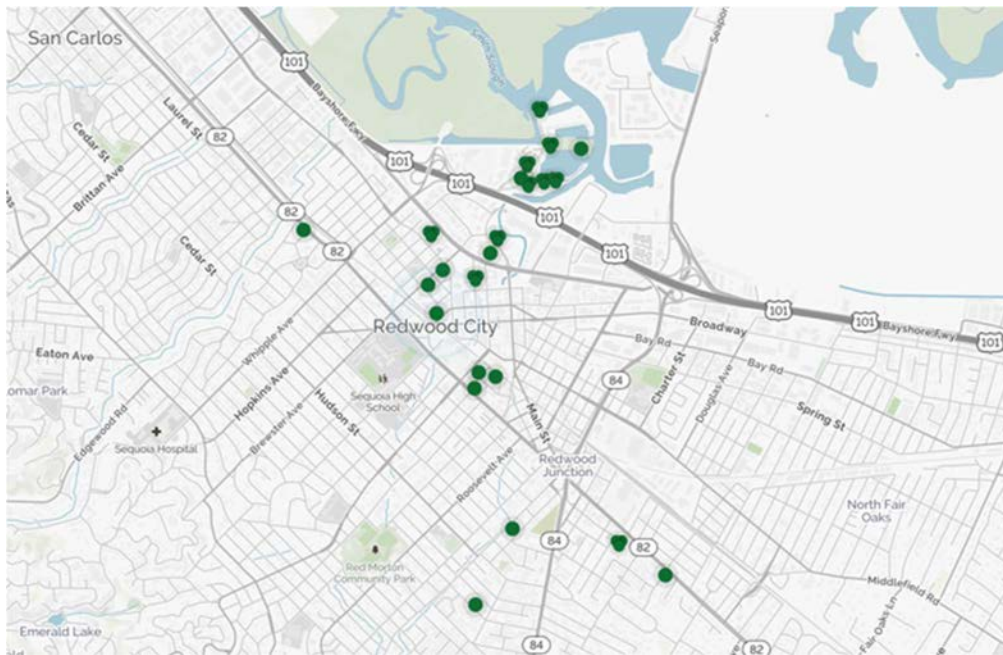 San Carlos
101
Bayshore Fwy
Seaport
Laurel St
82
Cedar St
Brittan Ave
101
101
82
82
Cedar St
101
101
101
101
Bayshore Fwy
101
Redwood City
Broadway
Bay Rd
Bay Rd
Eaton Ave
Whipple Ave
Hopkins Ave
Hudson St
Sequoia High
School
84
Charter St
Douglas Ave
Spring St
Edgewood Rd
Brewster Ave
Sequoia Hospital
Main St
Roosevelt Ave
Redwood
Junction
North Fair
Oaks
84
82
Red Morton
Community Park
Middlefield Rd
Fair Oaks Ln
Emerald Lake
84
82